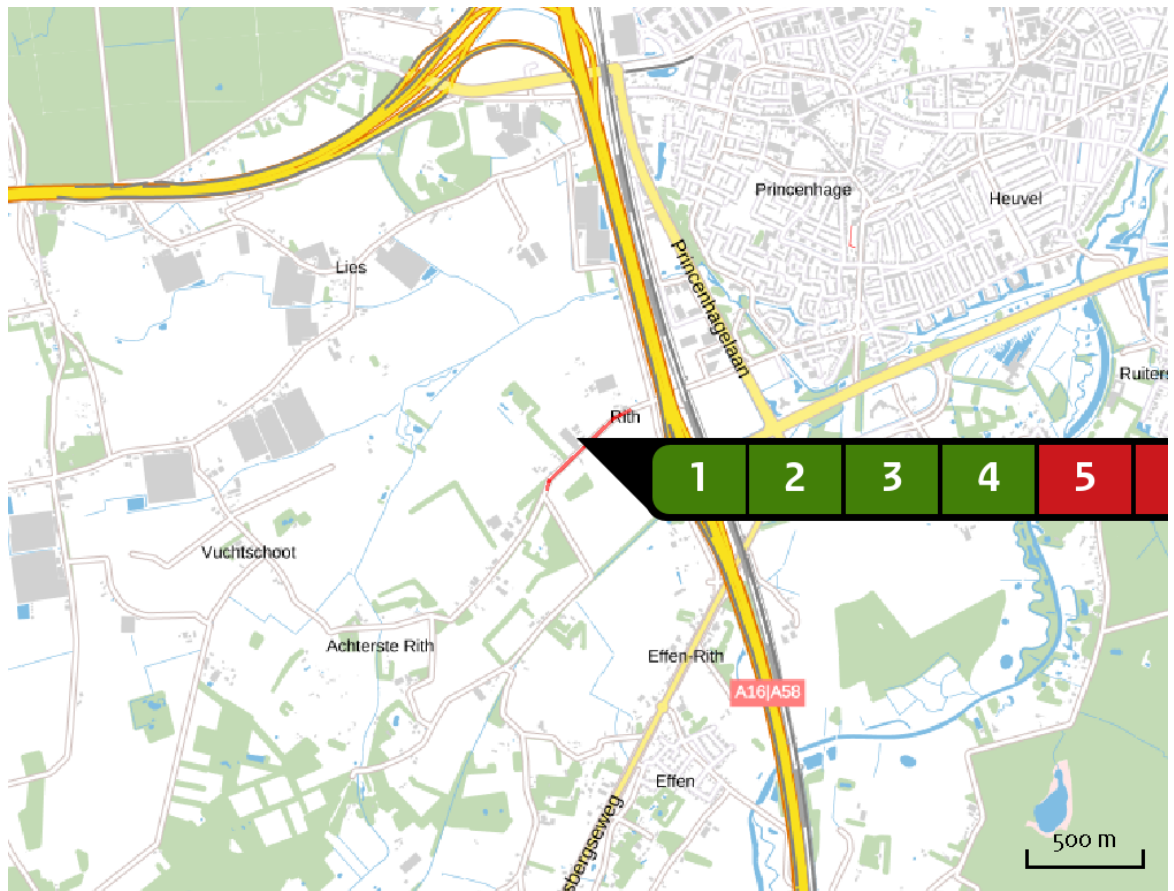 Princenhage
Heuvel
Lies
Princenhagelaan
Ruiters
Rith
1 2 3 4 5
Vuchtschoot
Achterste Rith
Effen-Rith
A16|A58
Effen
sbergseweg
500 m